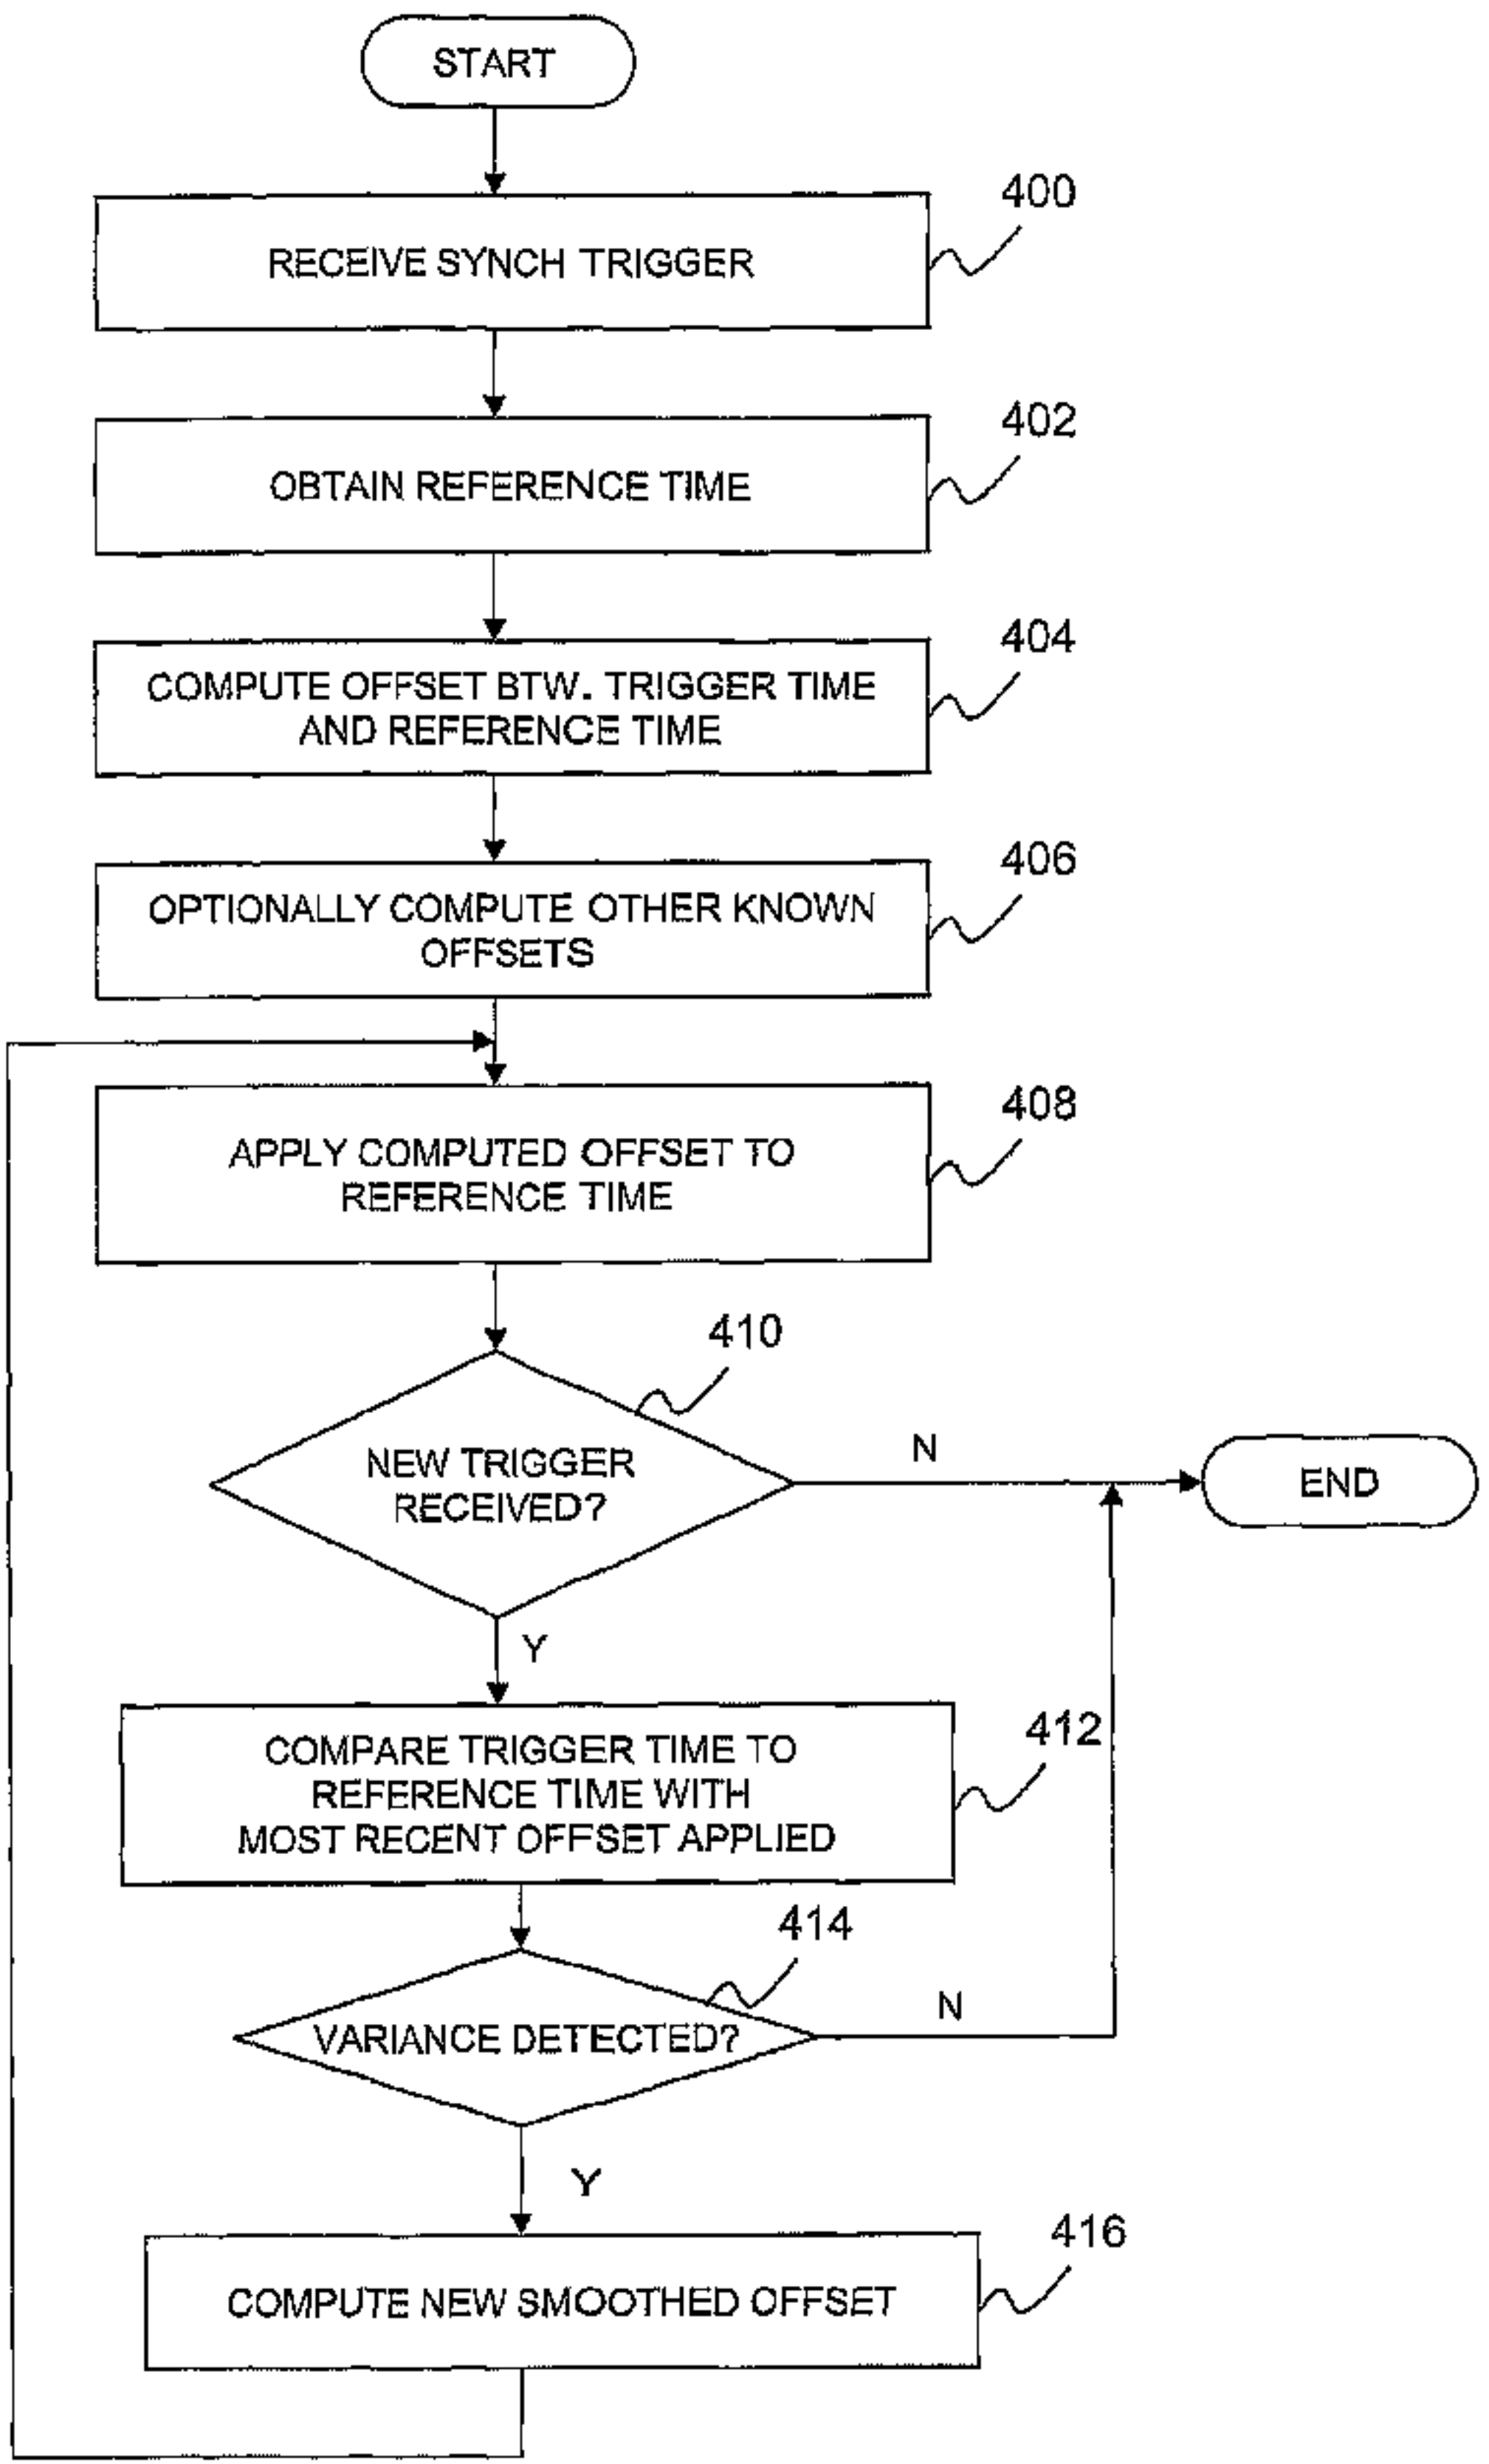 START
400
RECEIVE SYNCH TRIGGER
402
OBTAIN REFERENCE TIME
404
COMPUTE OFFSET BTW. TRIGGER TIME
AND REFERENCE TIME
406
OPTIONALLY COMPUTE OTHER KNOWN
OFFSETS
408
APPLY COMPUTED OFFSET TO
REFERENCE TIME
410
NEW TRIGGER
RECEIVED?
N
END
Y
412
COMPARE TRIGGER TIME TO
REFERENCE TIME WITH
MOST RECENT OFFSET APPLIED
414
VARIANCE DETECTED?
N
Y
416
COMPUTE NEW SMOOTHED OFFSET